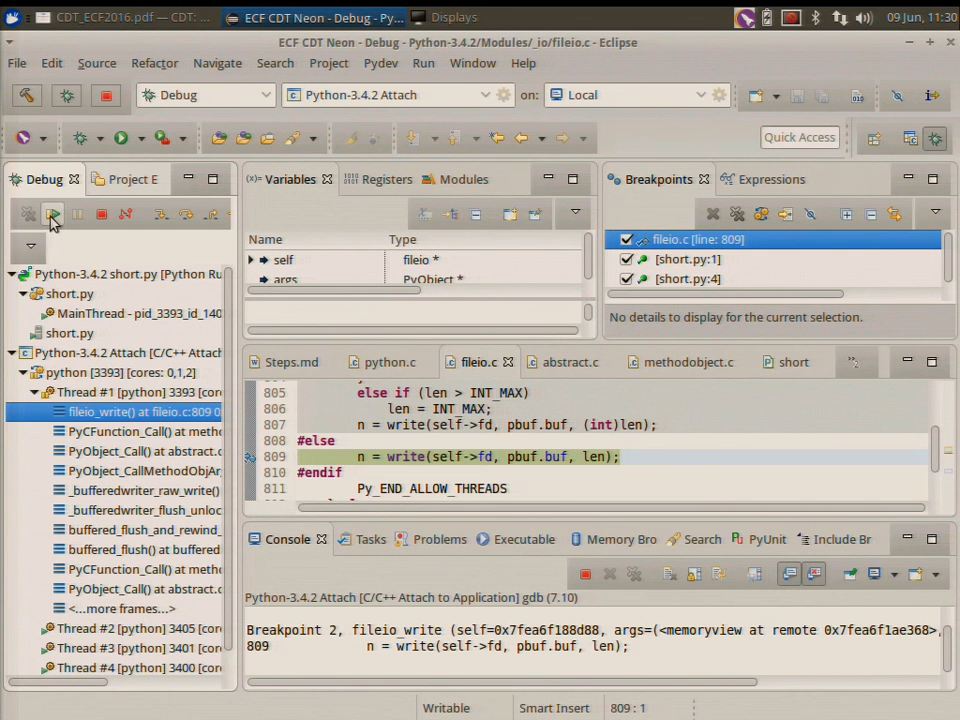 CDT_ECF2016.pdf — CDT: ...
ECF CDT Neon - Debug - Py...
Displays
09 Jun, 11:30
ECF CDT Neon - Debug - Python-3.4.2/Modules/_io/fileio.c - Eclipse
File Edit Source Refactor Navigate Search Project Pydev Run Window Help
Debug
Python-3.4.2 Attach
on:
Local
Quick Access
Debug
Project E
(x)= Variables
Registers
Modules
Breakpoints
Expressions
Name Type
self fileio *
args PyObject *
fileio.c [line: 809]
[short.py:1]
[short.py:4]
No details to display for the current selection.
Python-3.4.2 short.py [Python Ru
short.py
MainThread - pid_3393_id_140
short.py
Python-3.4.2 Attach [C/C++ Attach
python [3393] [cores: 0,1,2]
Thread #1 [python] 3393 [core
fileio_write() at fileio.c:809 0
PyCFunction_Call() at metho
PyObject_Call() at abstract.c
PyObject_CallMethodObjAr
_bufferedwriter_raw_write()
_bufferedwriter_flush_unloc
buffered_flush_and_rewind_
buffered_flush() at buffered
PyCFunction_Call() at metho
PyObject_Call() at abstract.c
<...more frames...>
Thread #2 [python] 3405 [core
Thread #3 [python] 3401 [core
Thread #4 [python] 3400 [core
Steps.md
python.c
fileio.c
abstract.c
methodobject.c
short
»2
805 else if (len > INT_MAX)
806 len = INT_MAX;
807 n = write(self->fd, pbuf.buf, (int)len);
808 #else
809 n = write(self->fd, pbuf.buf, len);
810 #endif
811 Py_END_ALLOW_THREADS
Console
Tasks
Problems
Executable
Memory Bro
Search
PyUnit
Include Br
Python-3.4.2 Attach [C/C++ Attach to Application] gdb (7.10)
Breakpoint 2, fileio_write (self=0x7fea6f188d88, args=(<memoryview at remote 0x7fea6f1ae368>,
809 n = write(self->fd, pbuf.buf, len);
Writable
Smart Insert
809 : 1